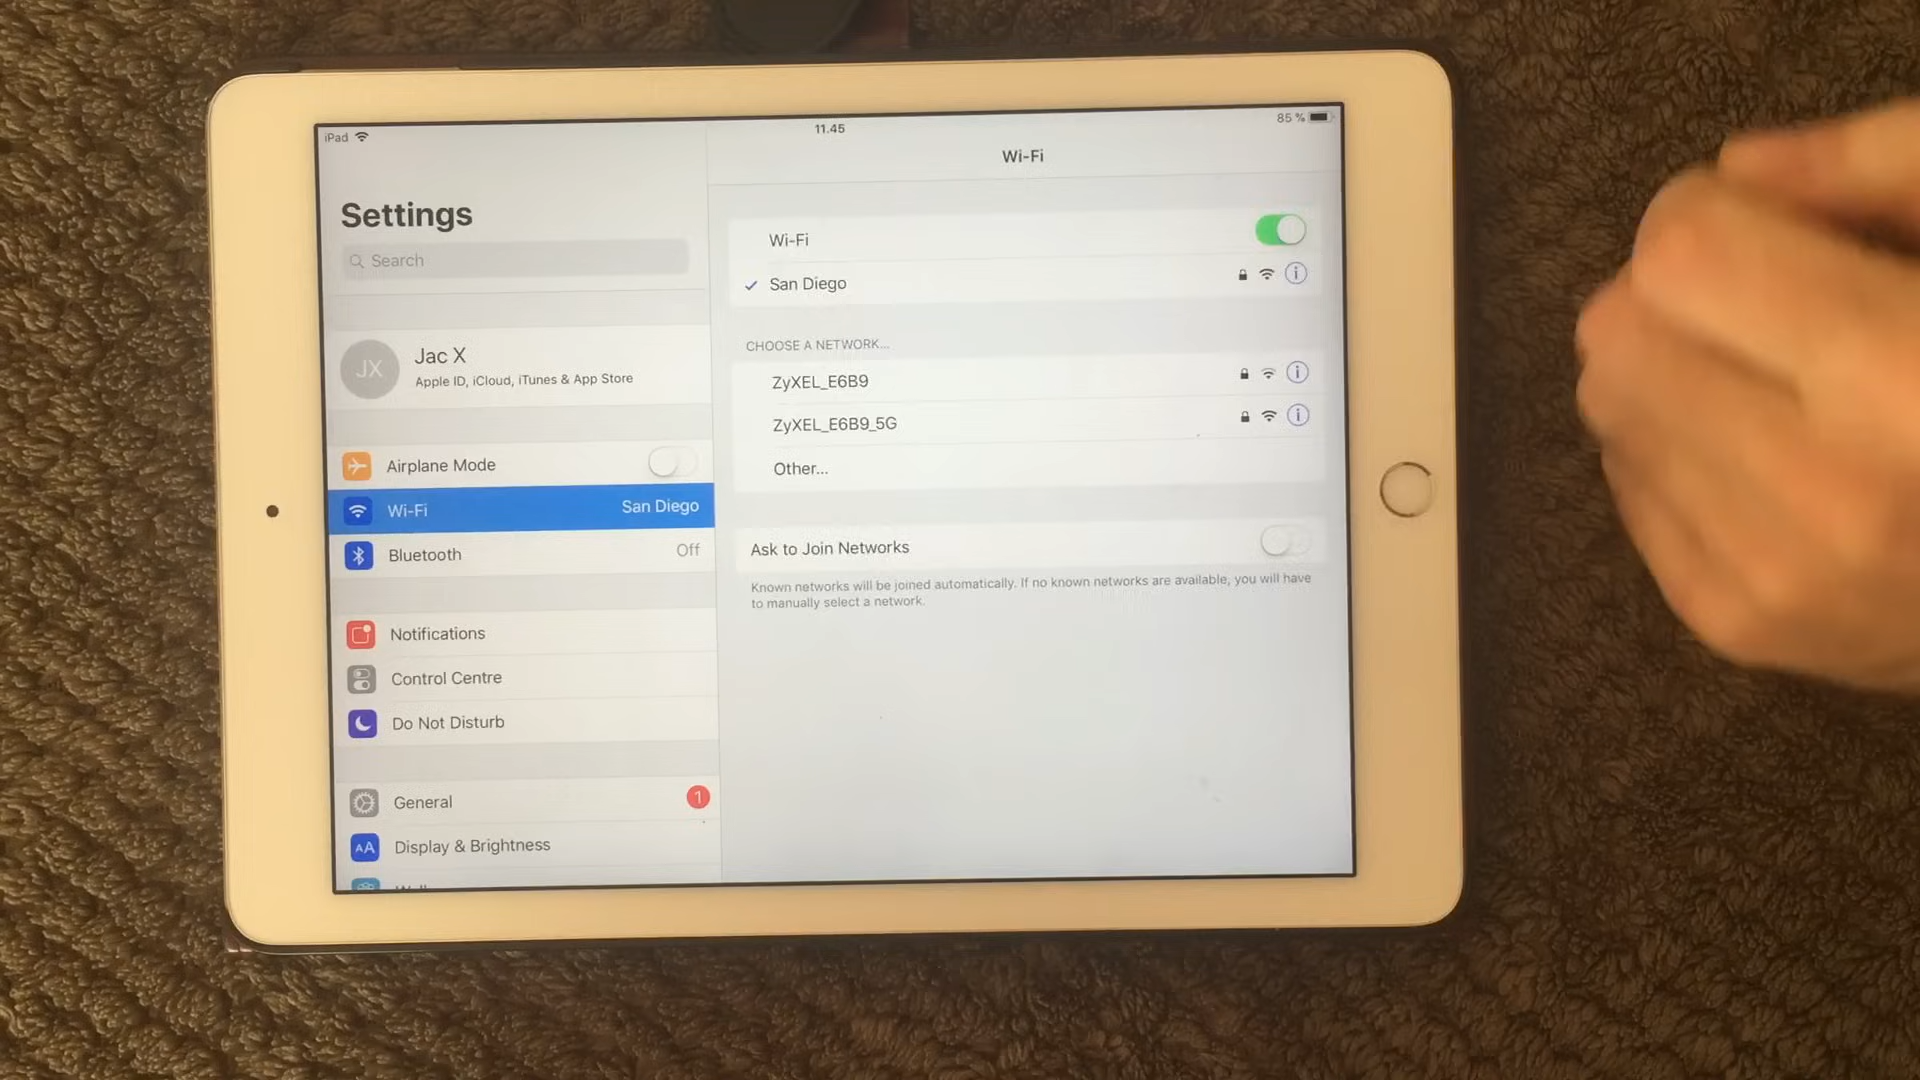 iPad
11.45
85 %
Settings
Search
JX
Jac X
Apple ID, iCloud, iTunes & App Store
Airplane Mode
Wi-Fi San Diego
Bluetooth Off
Notifications
Control Centre
Do Not Disturb
General 1
AA Display & Brightness
Wi-Fi
Wi-Fi
San Diego
CHOOSE A NETWORK...
ZyXEL_E6B9
ZyXEL_E6B9_5G
Other...
Ask to Join Networks
Known networks will be joined automatically. If no known networks are available, you will have
to manually select a network.